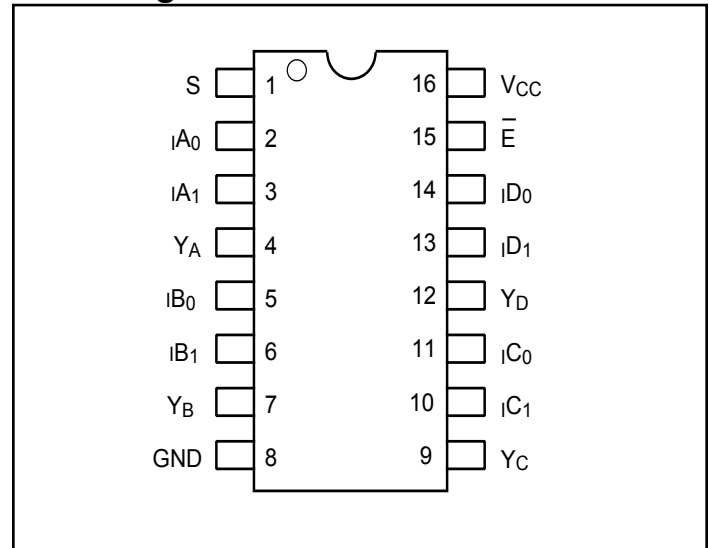 S 1 16 VCC
IA0 2 15 E̅
IA1 3 14 ID0
YA 4 13 ID1
IB0 5 12 YD
IB1 6 11 IC0
YB 7 10 IC1
GND 8 9 YC